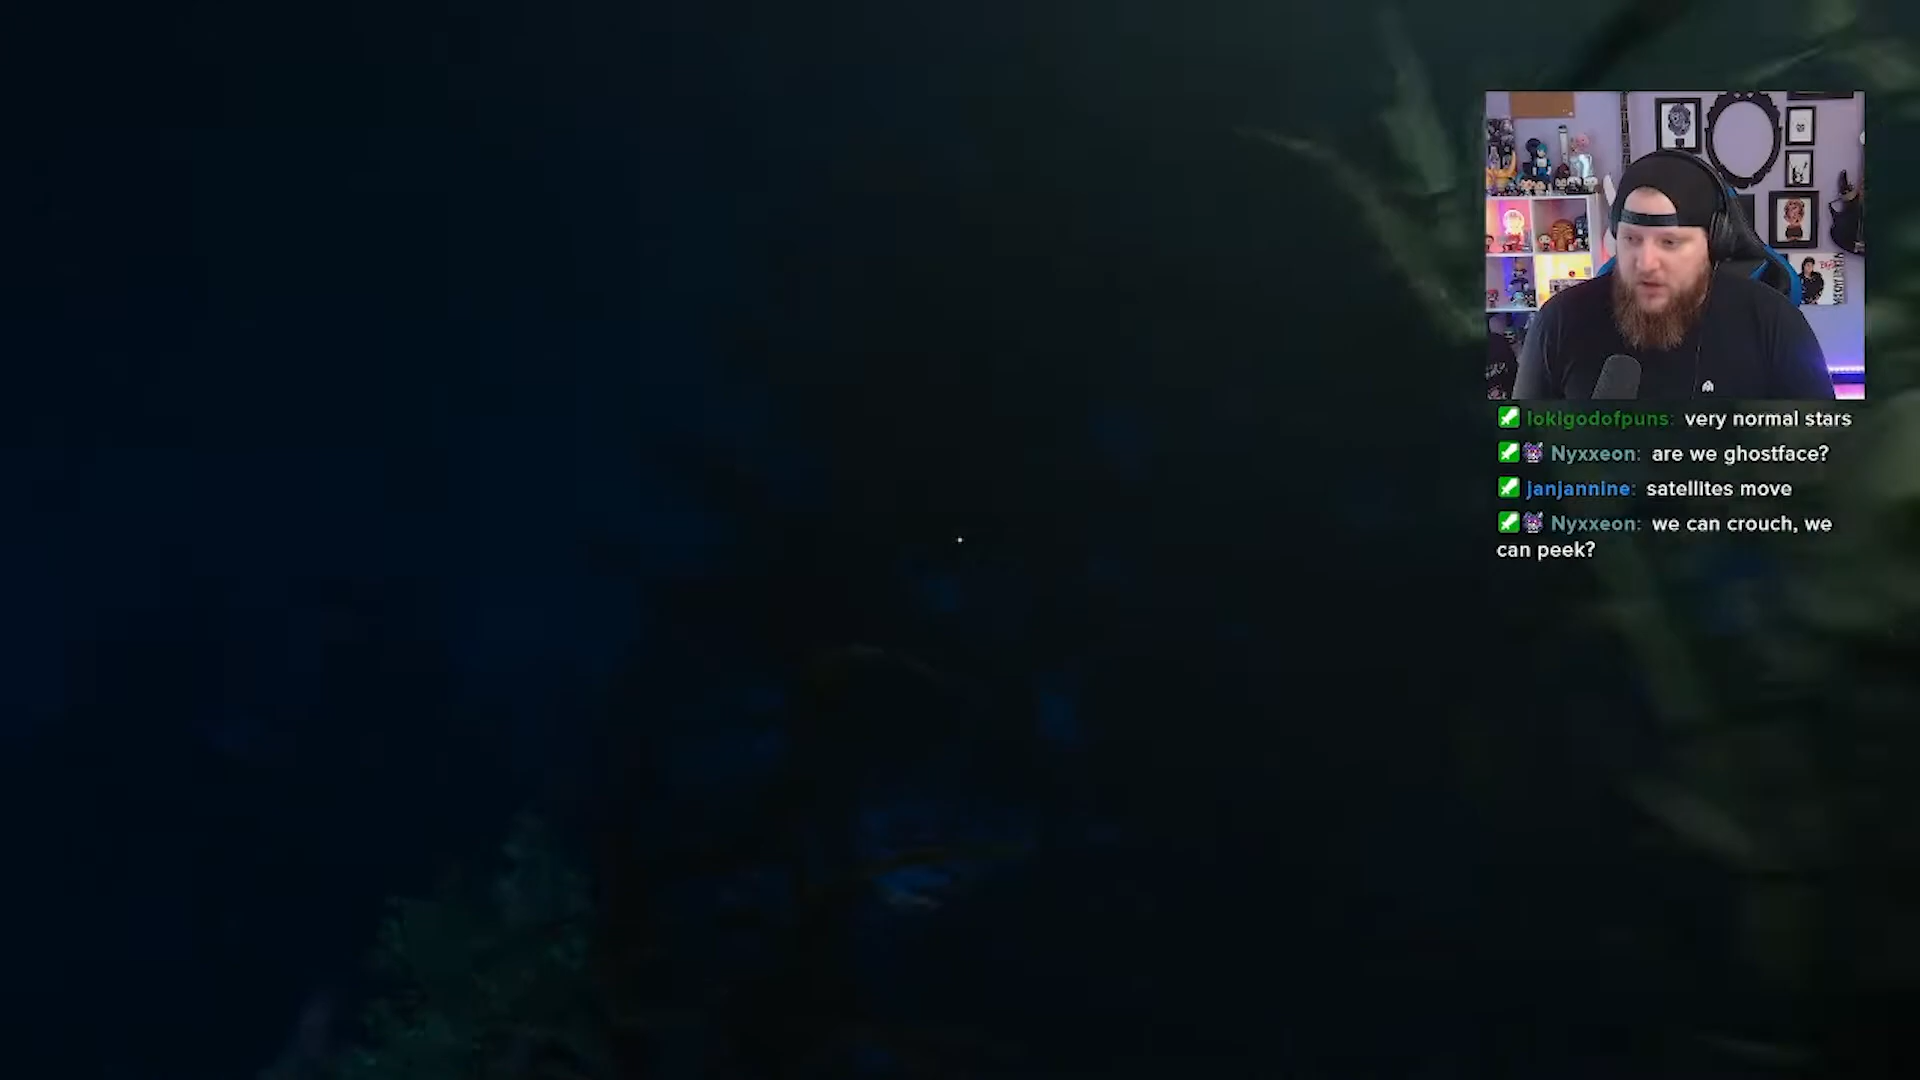 lokigodofpuns: very normal stars
Nyxxeon: are we ghostface?
janjannine: satellites move
Nyxxeon: we can crouch, we
can peek?